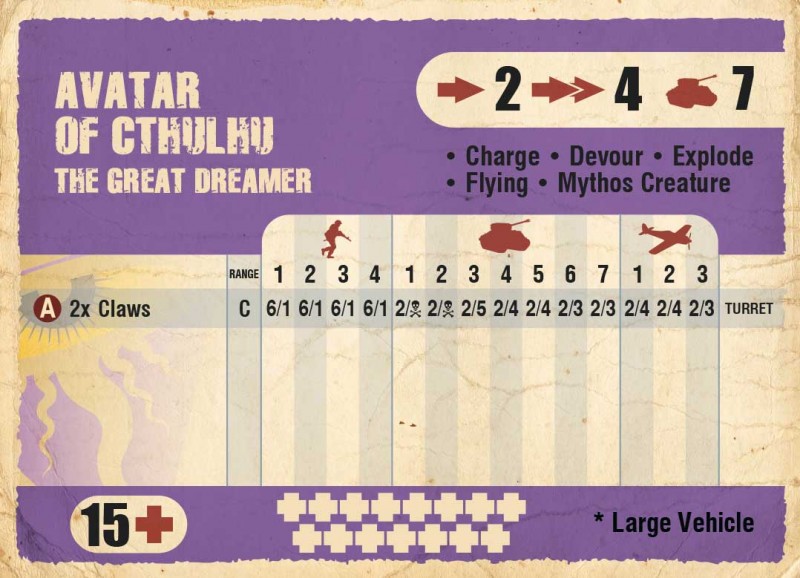 AVATAR
OF CTHULHU
THE GREAT DREAMER
2 4 7
• Charge • Devour • Explode
• Flying • Mythos Creature
RANGE 1 2 3 4 1 2 3 4 5 6 7 1 2 3
A 2x Claws C 6/1 6/1 6/1 6/1 2/☠ 2/☠ 2/5 2/4 2/4 2/3 2/3 2/4 2/4 2/3 TURRET
15+
* Large Vehicle